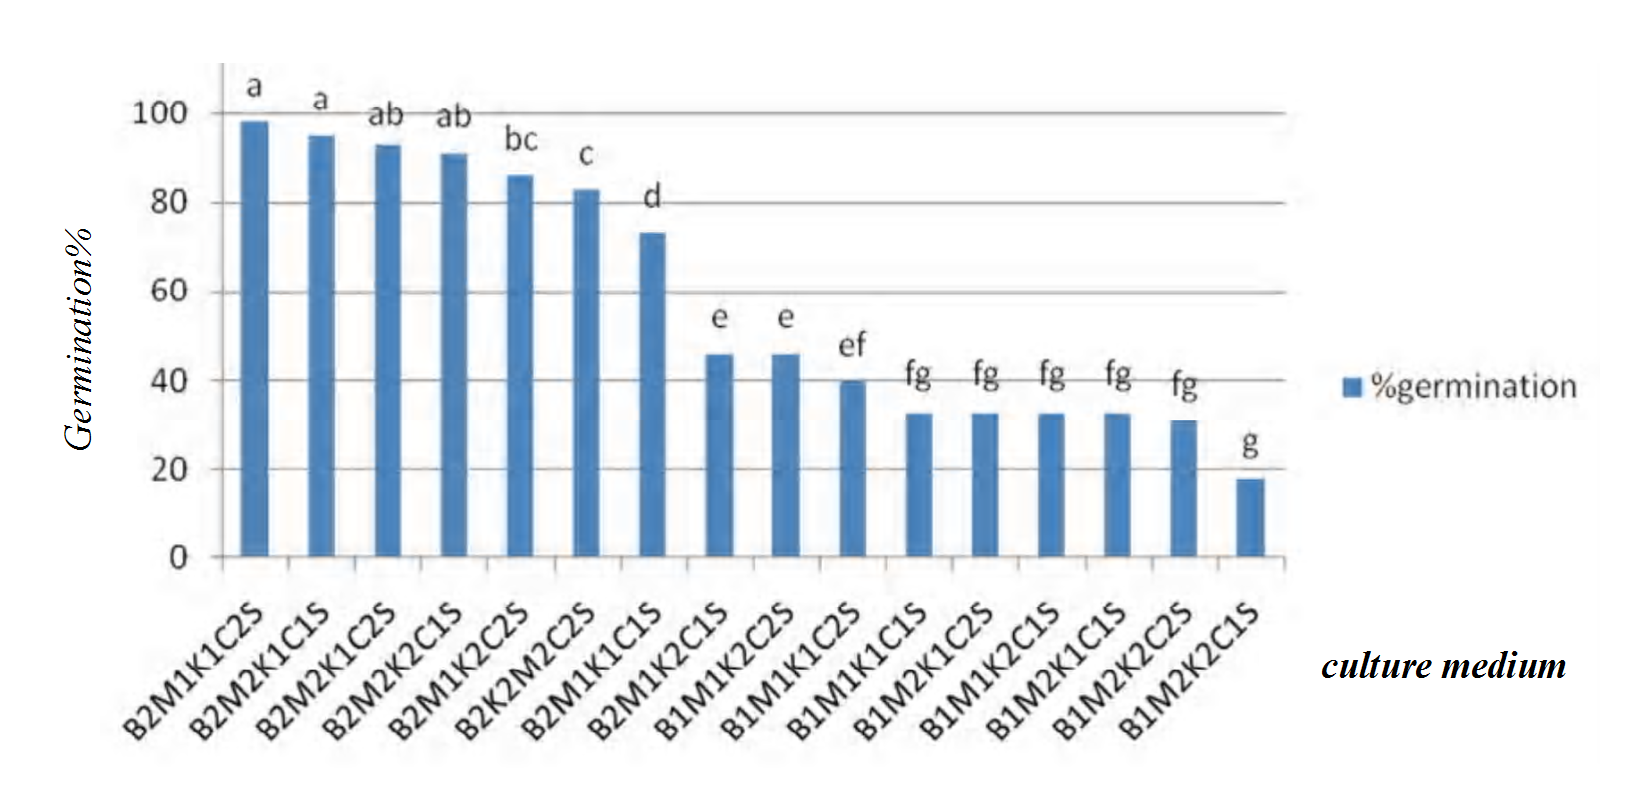 a
a
ab
ab
bc
c
d
e
e
ef
fg
fg
fg
fg
fg
g
100
80
60
40
20
0
Germination%
%germination
B2M1K1C2S
B2M2K1C1S
B2M2K1C2S
B2M2K2C1S
B2M1K2C2S
B2K2M2C2S
B2M1K1C1S
B2M1K2C1S
B1M1K2C2S
B1M1K1C2S
B1M1K1C1S
B1M2K1C2S
B1M1K2C1S
B1M2K1C1S
B1M2K2C2S
B1M2K2C1S
culture medium